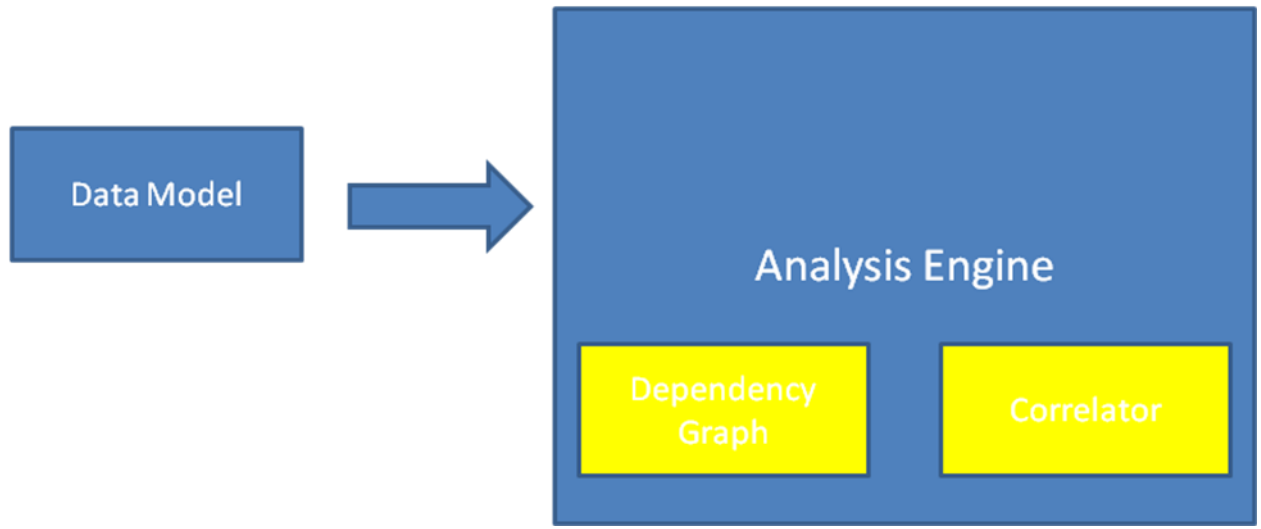 Data Model
Analysis Engine
Dependency
Graph
Correlator